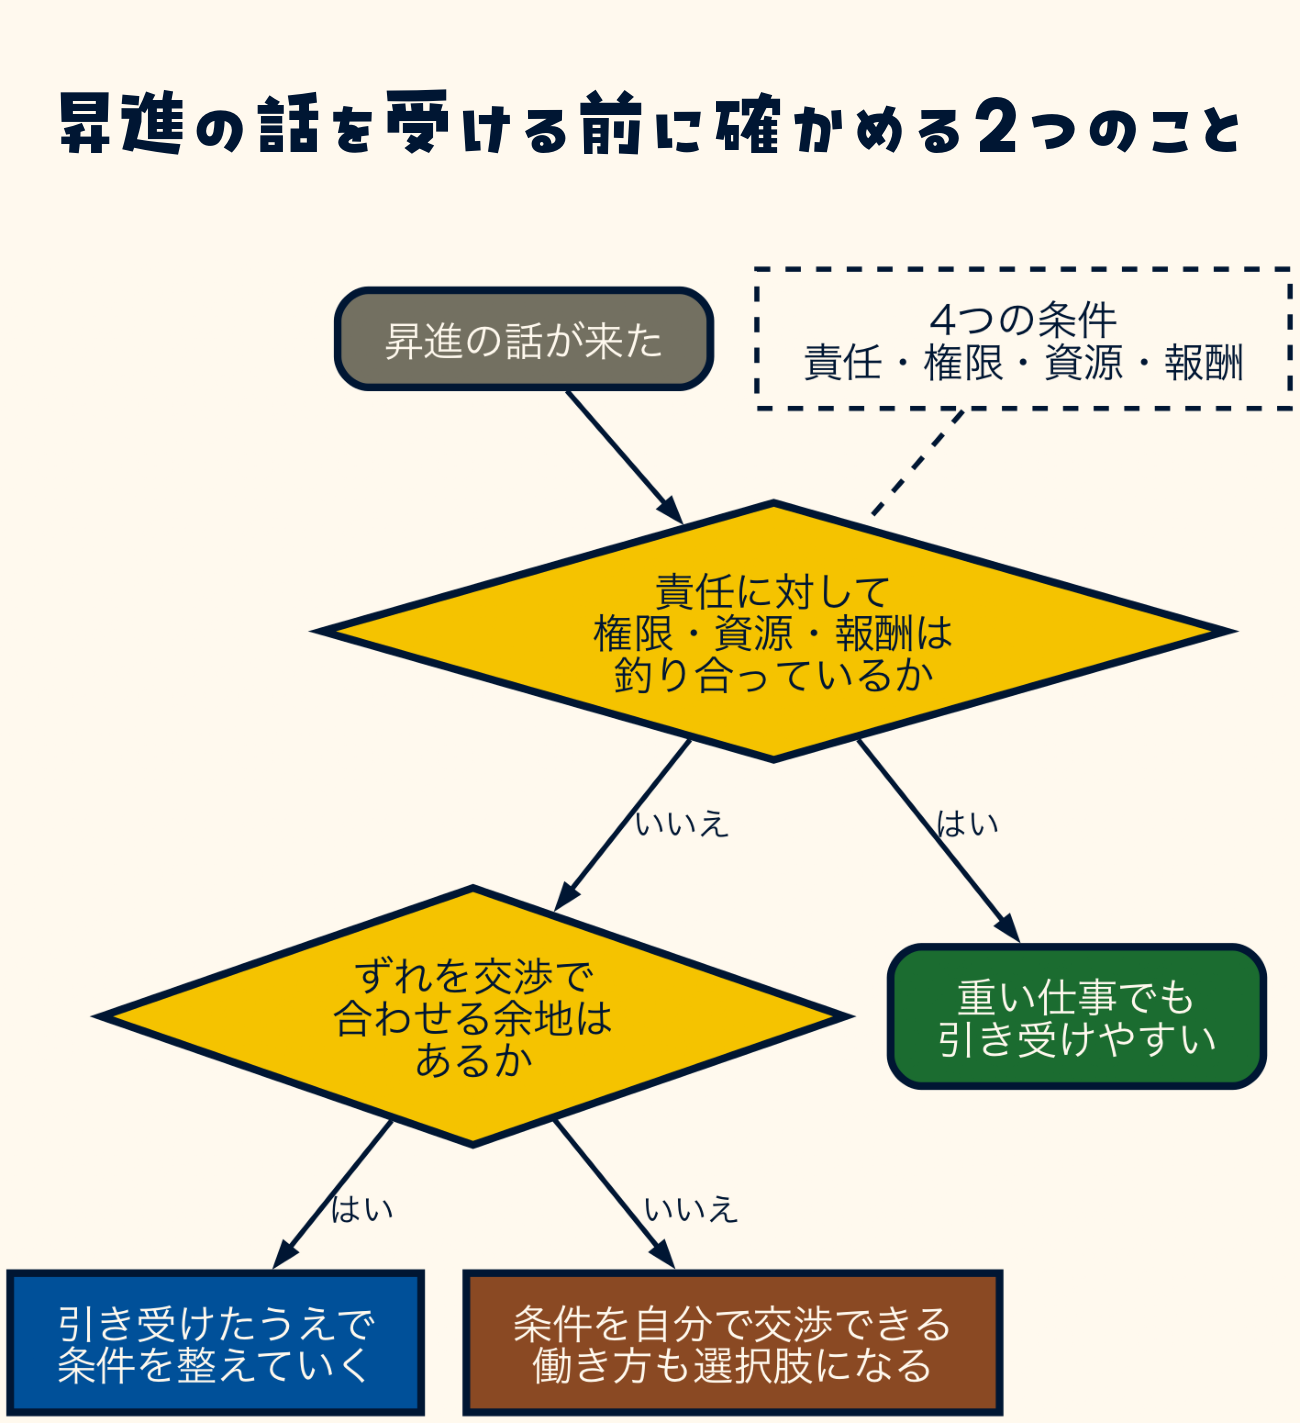 昇進の話を受ける前に確かめる2つのこと
昇進の話が来た
4つの条件
責任・権限・資源・報酬
責任に対して
権限・資源・報酬は
釣り合っているか
いいえ
はい
ずれを交渉で
合わせる余地は
あるか
重い仕事でも
引き受けやすい
はい
いいえ
引き受けたうえで
条件を整えていく
条件を自分で交渉できる
働き方も選択肢になる